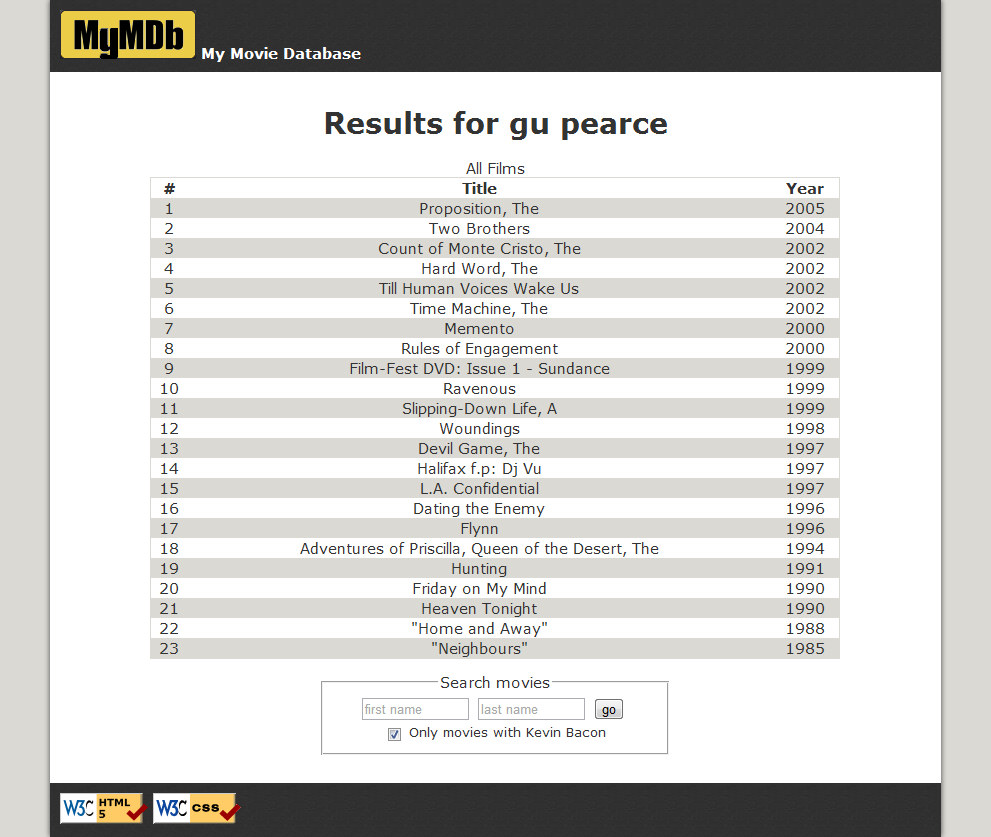 MyMDb My Movie Database
Results for gu pearce
All Films
# Title Year
1 Proposition, The 2005
2 Two Brothers 2004
3 Count of Monte Cristo, The 2002
4 Hard Word, The 2002
5 Till Human Voices Wake Us 2002
6 Time Machine, The 2002
7 Memento 2000
8 Rules of Engagement 2000
9 Film-Fest DVD: Issue 1 - Sundance 1999
10 Ravenous 1999
11 Slipping-Down Life, A 1999
12 Woundings 1998
13 Devil Game, The 1997
14 Halifax f.p: Dj Vu 1997
15 L.A. Confidential 1997
16 Dating the Enemy 1996
17 Flynn 1996
18 Adventures of Priscilla, Queen of the Desert, The 1994
19 Hunting 1991
20 Friday on My Mind 1990
21 Heaven Tonight 1990
22 "Home and Away" 1988
23 "Neighbours" 1985
Search movies
first name last name go
Only movies with Kevin Bacon
W3C HTML 5 W3C CSS